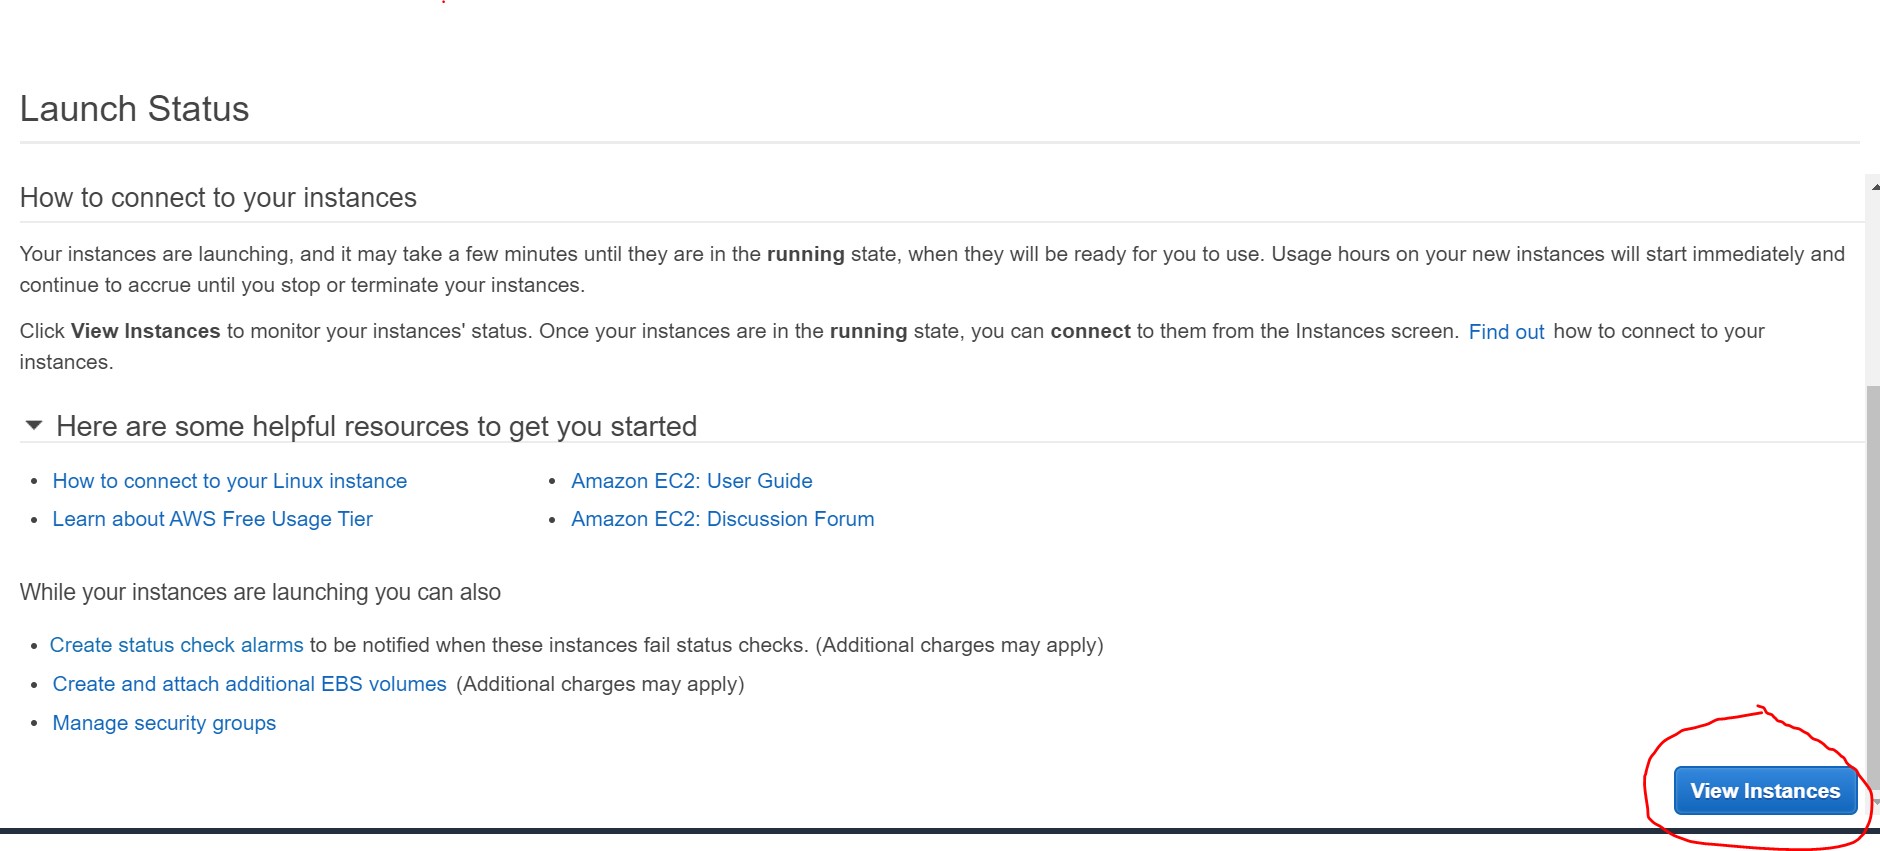 Launch Status
How to connect to your instances
Your instances are launching, and it may take a few minutes until they are in the running state, when they will be ready for you to use. Usage hours on your new instances will start immediately and
continue to accrue until you stop or terminate your instances.
Click View Instances to monitor your instances' status. Once your instances are in the running state, you can connect to them from the Instances screen. Find out how to connect to your
instances.
Here are some helpful resources to get you started
• How to connect to your Linux instance • Amazon EC2: User Guide
• Learn about AWS Free Usage Tier • Amazon EC2: Discussion Forum
While your instances are launching you can also
• Create status check alarms to be notified when these instances fail status checks. (Additional charges may apply)
• Create and attach additional EBS volumes (Additional charges may apply)
• Manage security groups
View Instances